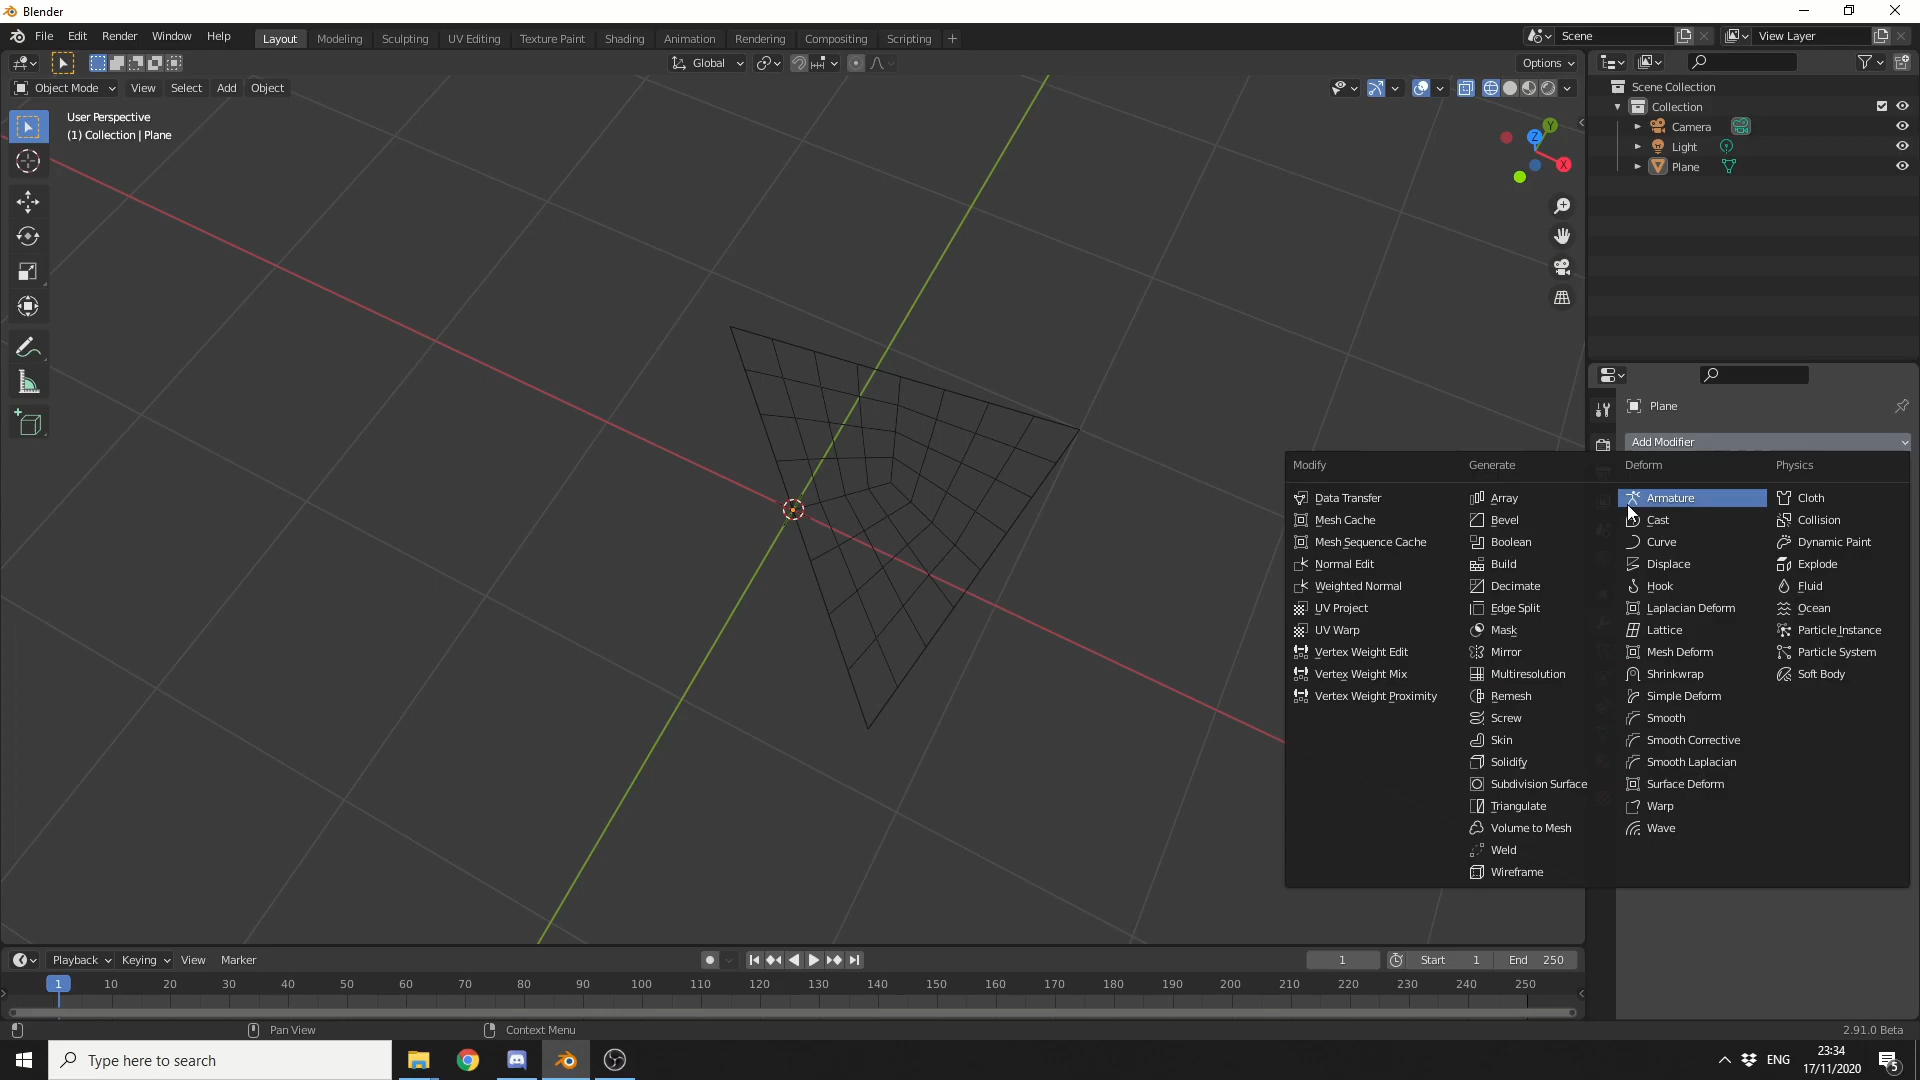 Blender
File Edit Render Window Help Layout Modeling Sculpting UV Editing Texture Paint Shading Animation Rendering Compositing Scripting + Scene View Layer
Global Options
Object Mode View Select Add Object
User Perspective
(1) Collection | Plane
Y
Z
X
Scene Collection
Collection
Camera
Light
Plane
Plane
Add Modifier
Modify Generate Deform Physics
Data Transfer Array Armature Cloth
Mesh Cache Bevel Cast Collision
Mesh Sequence Cache Boolean Curve Dynamic Paint
Normal Edit Build Displace Explode
Weighted Normal Decimate Hook Fluid
UV Project Edge Split Laplacian Deform Ocean
UV Warp Mask Lattice Particle Instance
Vertex Weight Edit Mirror Mesh Deform Particle System
Vertex Weight Mix Multiresolution Shrinkwrap Soft Body
Vertex Weight Proximity Remesh Simple Deform
Screw Smooth
Skin Smooth Corrective
Solidify Smooth Laplacian
Subdivision Surface Surface Deform
Triangulate Warp
Volume to Mesh Wave
Weld
Wireframe
Playback Keying View Marker 1 Start 1 End 250
1 10 20 30 40 50 60 70 80 90 100 110 120 130 140 150 160 170 180 190 200 210 220 230 240 250
Pan View Context Menu 2.91.0 Beta
Type here to search ENG 23:34
17/11/2020 5